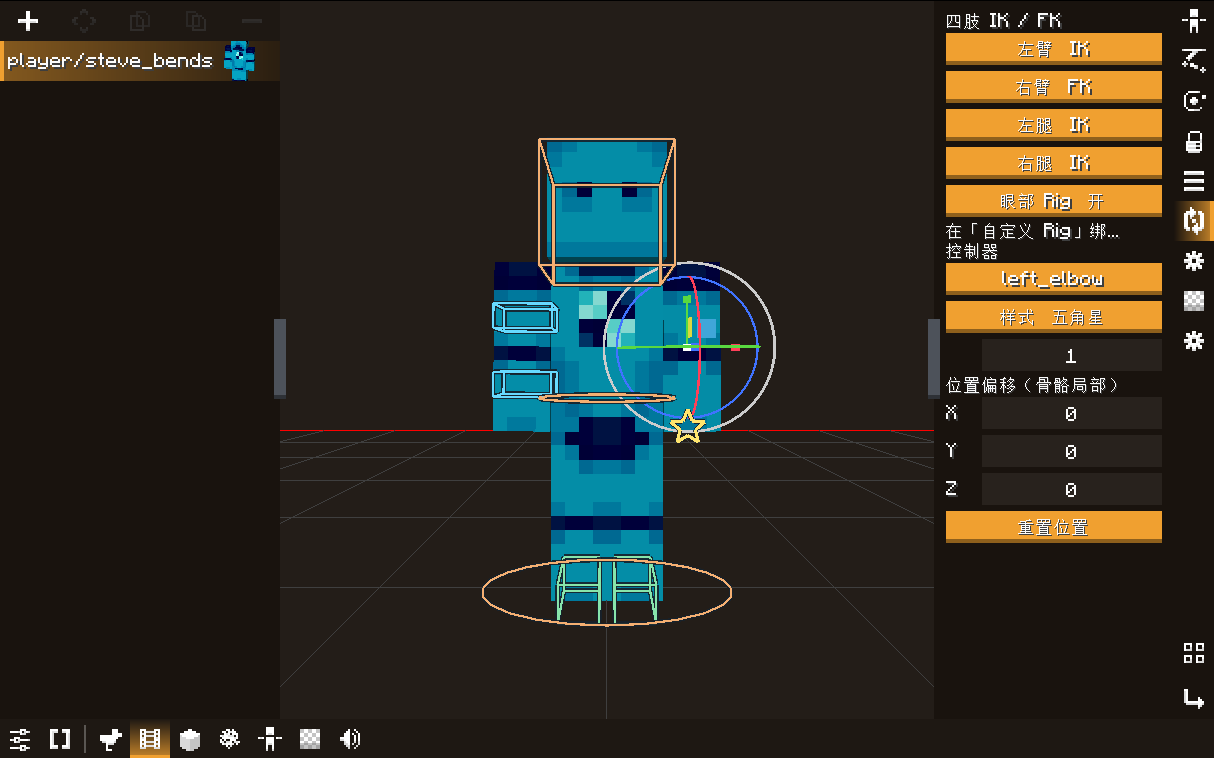 player/steve_bends
四肢 IK / FK
左臂 IK
右臂 FK
左腿 IK
右腿 IK
眼部 Rig 开
在「自定义 Rig」绑…
控制器
left_elbow
样式 五角星
1
位置偏移（骨骼局部）
X 0
Y 0
Z 0
重置位置